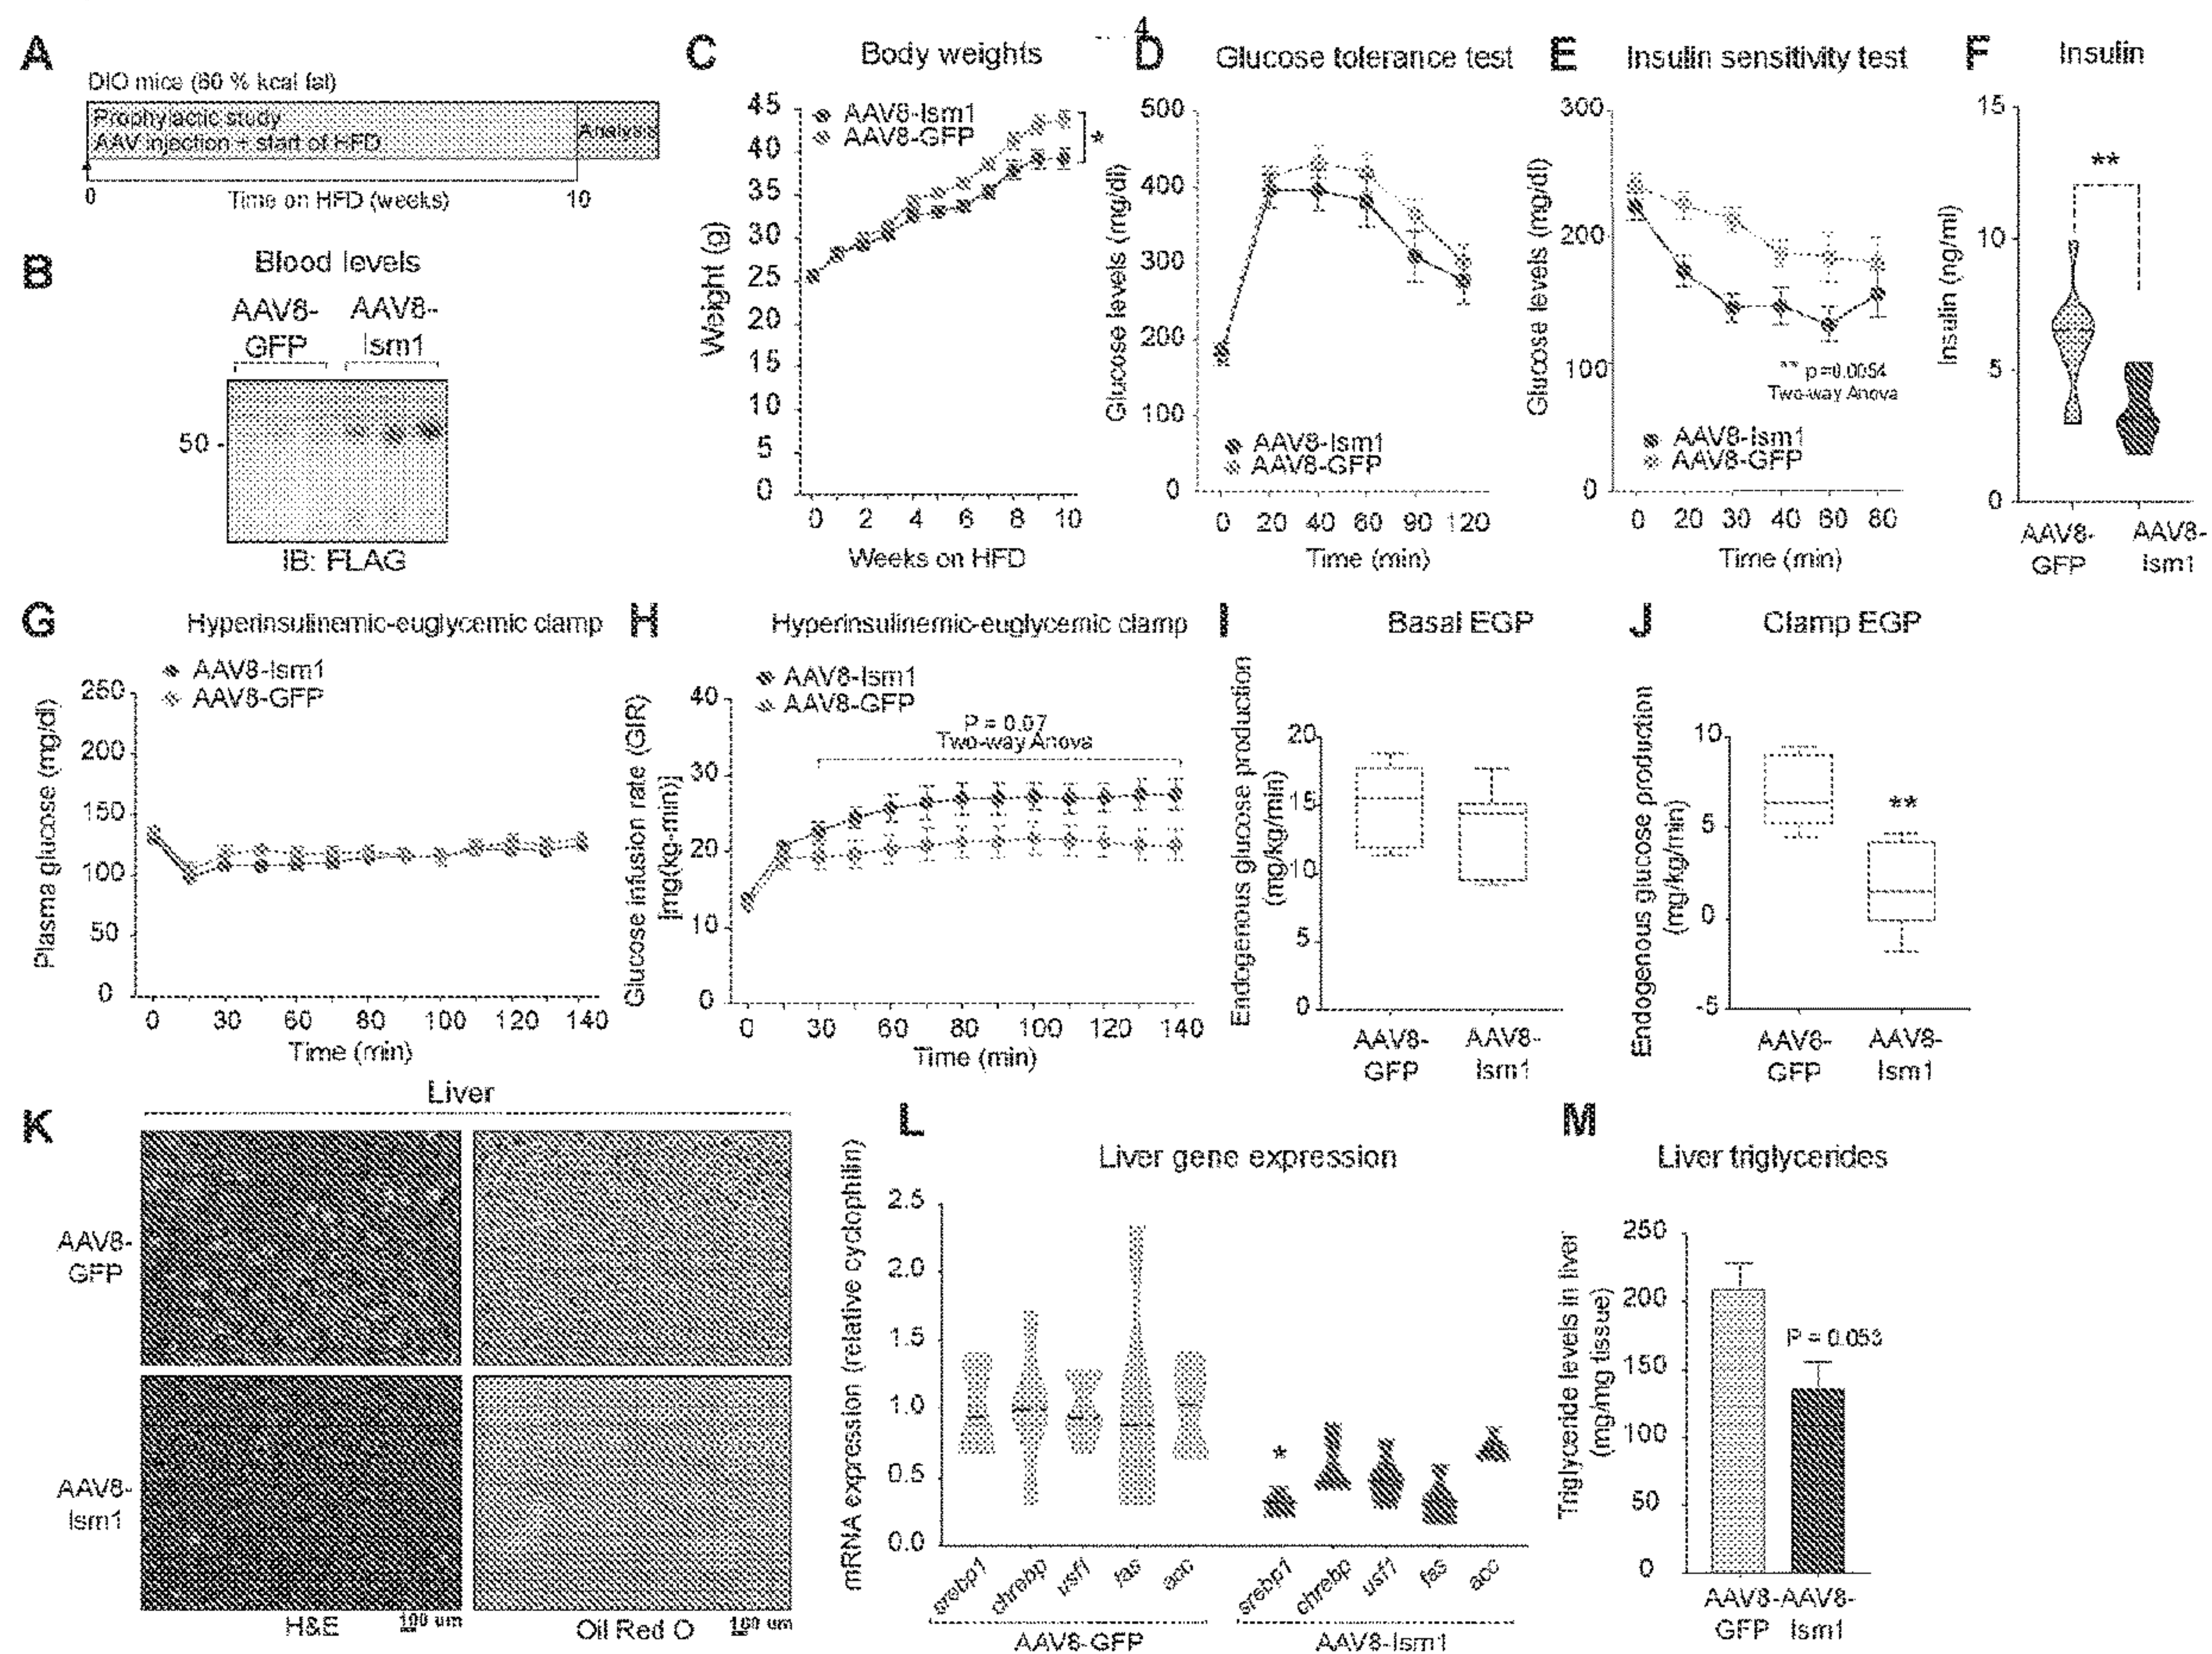 A
DIO mice (60 % kcal fat)
Prophylactic study
AAV injection + start of HFD
Analysis
0
10
Time on HFD (weeks)
B
Blood levels
AAV8-
GFP
AAV8-
Ism1
50 -
IB: FLAG
C
Body weights
AAV8-Ism1
AAV8-GFP
*
Weight (g)
45
40
35
30
25
20
15
10
5
0
0 2 4 6 8 10
Weeks on HFD
4
D
Glucose tolerance test
Glucose levels (mg/dl)
500
400
300
200
100
0
AAV8-Ism1
AAV8-GFP
0 20 40 60 90 120
Time (min)
E
Insulin sensitivity test
Glucose levels (mg/dl)
300
200
100
0
** p=0.0054
Two-way Anova
AAV8-Ism1
AAV8-GFP
0 20 30 40 60 80
Time (min)
F
Insulin
Insulin (ng/ml)
15
10
5
0
**
AAV8-
GFP
AAV8-
Ism1
G
Hyperinsulinemic-euglycemic clamp
AAV8-Ism1
AAV8-GFP
Plasma glucose (mg/dl)
250
200
150
100
50
0
0 30 60 80 100 120 140
Time (min)
H
Hyperinsulinemic-euglycemic clamp
AAV8-Ism1
AAV8-GFP
P = 0.07
Two-way Anova
Glucose infusion rate (GIR)
[mg(kg-min)]
40
30
20
10
0
0 30 60 80 100 120 140
Time (min)
I
Basal EGP
Endogenous glucose production
(mg/kg/min)
20
15
10
5
0
AAV8-
GFP
AAV8-
Ism1
J
Clamp EGP
Endogenous glucose production
(mg/kg/min)
10
5
0
-5
**
AAV8-
GFP
AAV8-
Ism1
K
Liver
AAV8-
GFP
AAV8-
Ism1
H&E
100 um
Oil Red O
100 um
L
Liver gene expression
mRNA expression (relative cyclophilin)
2.5
2.0
1.5
1.0
0.5
0.0
*
srebp1 chrebp usf1 fas acc
srebp1 chrebp usf1 fas acc
AAV8-GFP
AAV8-Ism1
M
Liver triglycerides
Triglyceride levels in liver
(mg/mg tissue)
250
200
150
100
50
0
P = 0.053
AAV8-
GFP
AAV8-
Ism1